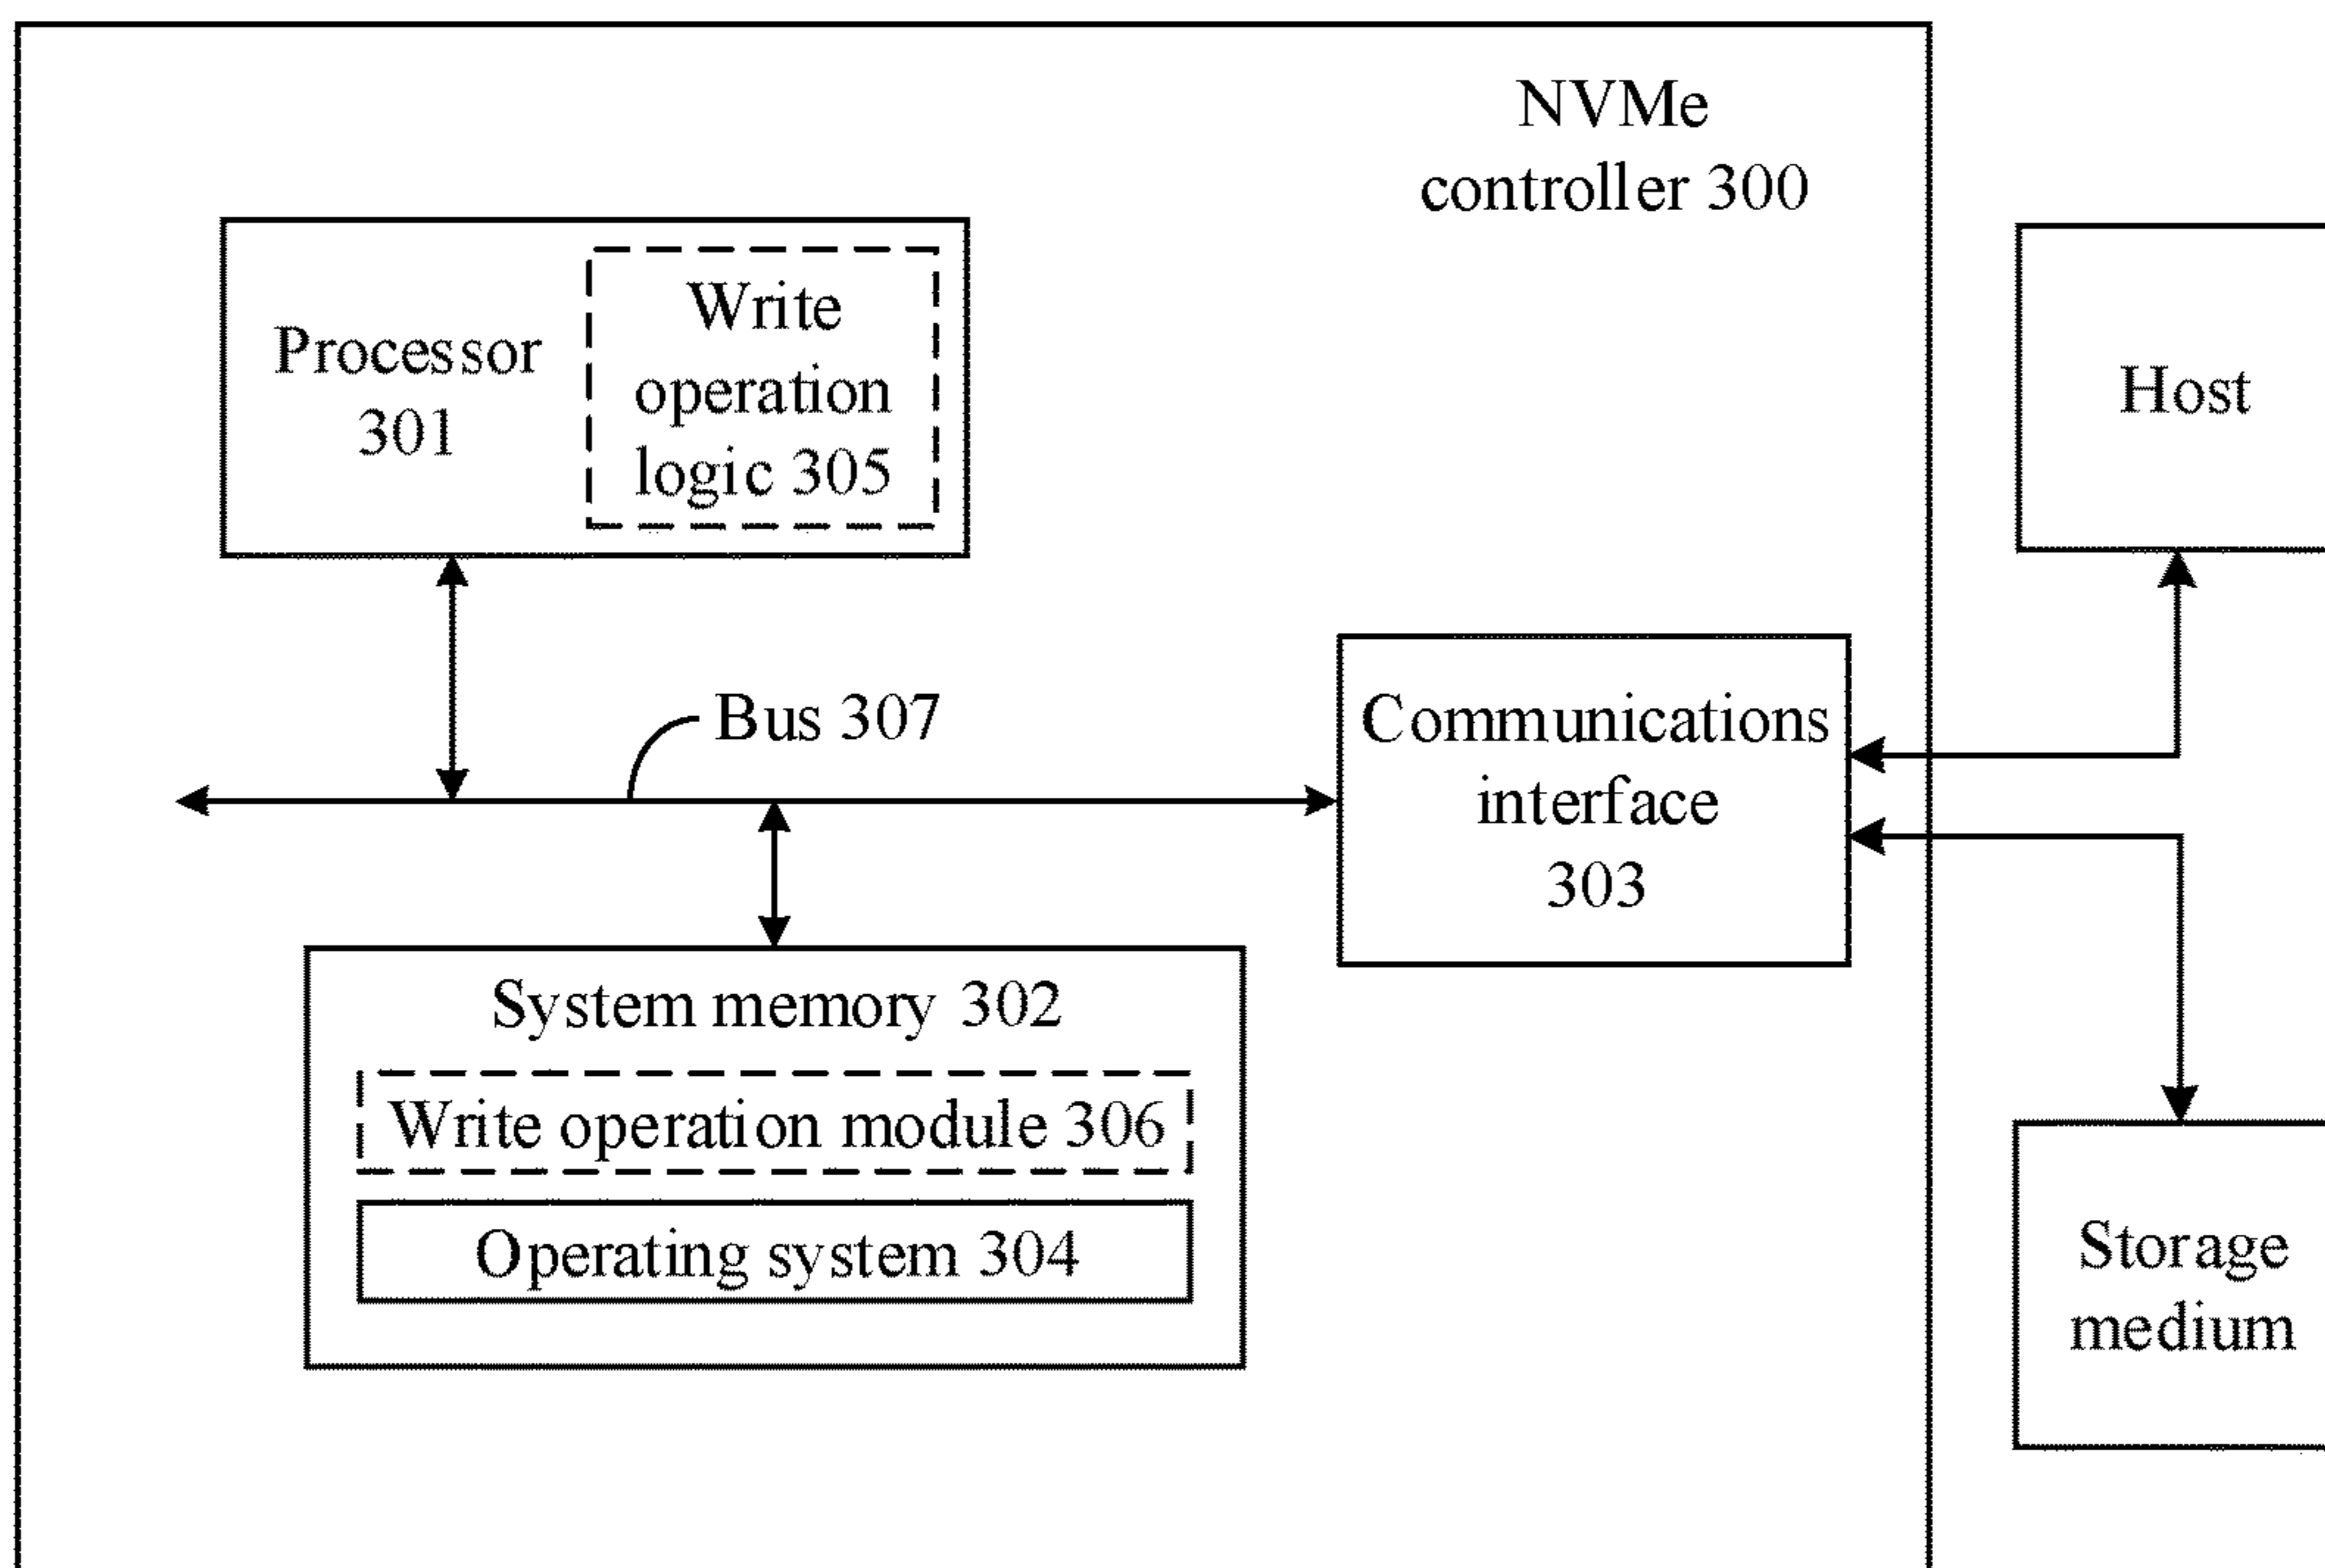 NVMe
controller 300
Processor
301
Write
operation
logic 305
Host
Bus 307
Communications
interface
303
System memory 302
Write operation module 306
Operating system 304
Storage
medium